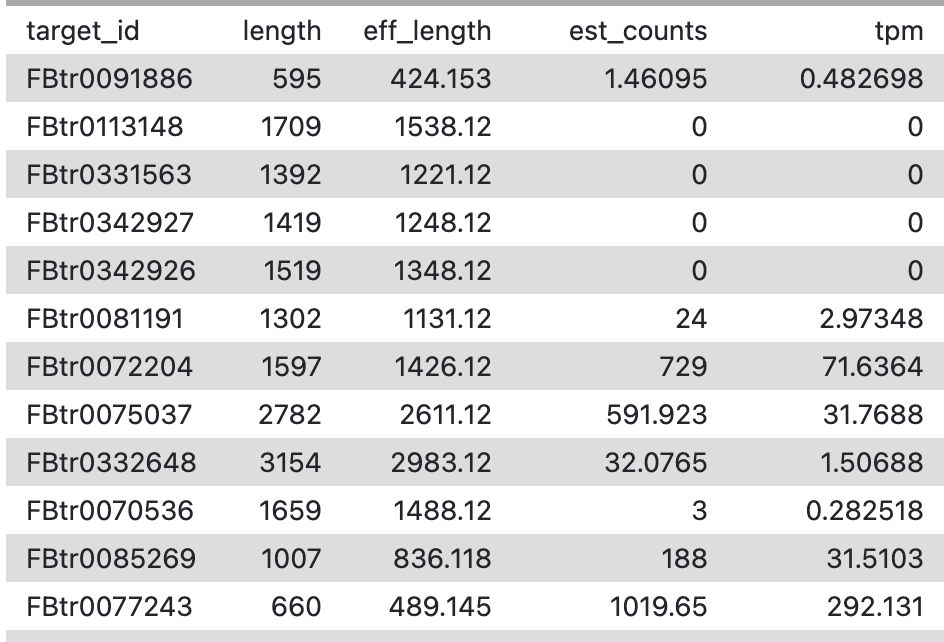 target_id length eff_length est_counts tpm
FBtr0091886 595 424.153 1.46095 0.482698
FBtr0113148 1709 1538.12 0 0
FBtr0331563 1392 1221.12 0 0
FBtr0342927 1419 1248.12 0 0
FBtr0342926 1519 1348.12 0 0
FBtr0081191 1302 1131.12 24 2.97348
FBtr0072204 1597 1426.12 729 71.6364
FBtr0075037 2782 2611.12 591.923 31.7688
FBtr0332648 3154 2983.12 32.0765 1.50688
FBtr0070536 1659 1488.12 3 0.282518
FBtr0085269 1007 836.118 188 31.5103
FBtr0077243 660 489.145 1019.65 292.131